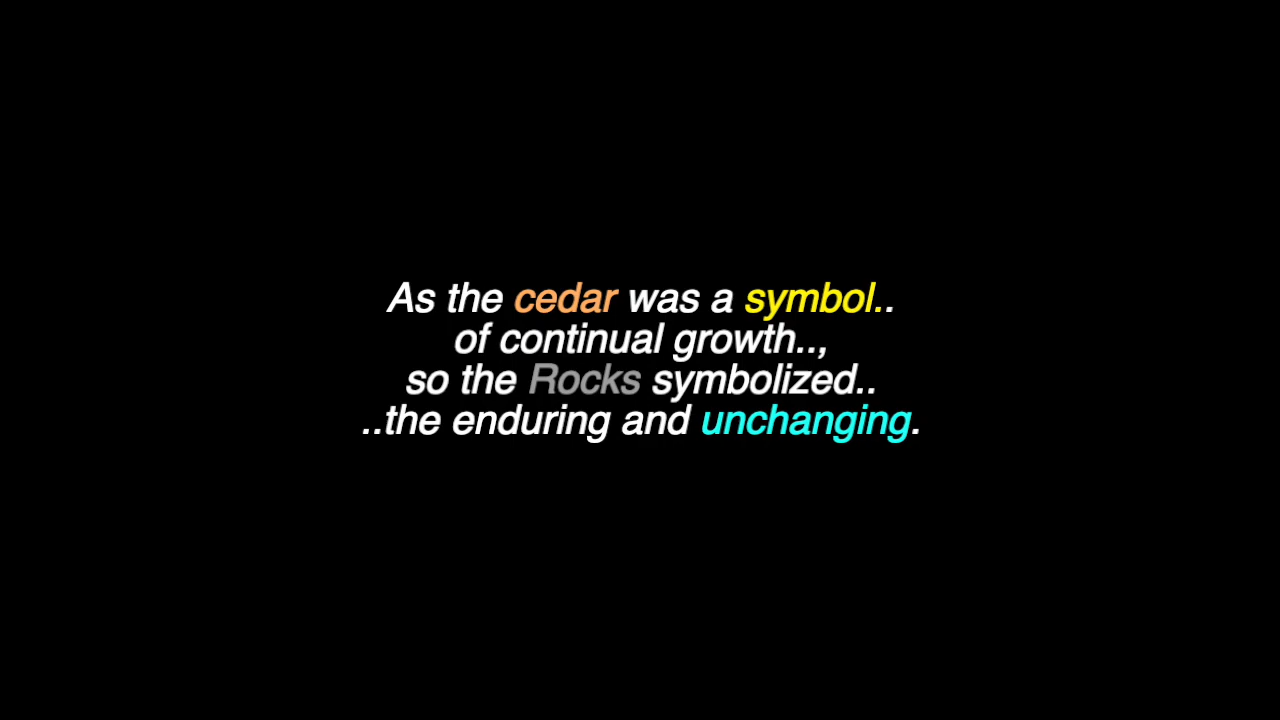 As the cedar was a symbol..
of continual growth..,
so the Rocks symbolized..
..the enduring and unchanging.